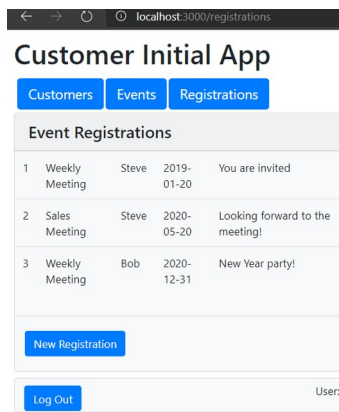 localhost:3000/registrations
Customer Initial App
Customers Events Registrations
Event Registrations
1 Weekly Steve 2019- You are invited
Meeting 01-20
2 Sales Steve 2020- Looking forward to the
Meeting 05-20 meeting!
3 Weekly Bob 2020- New Year party!
Meeting 12-31
New Registration
Log Out User: